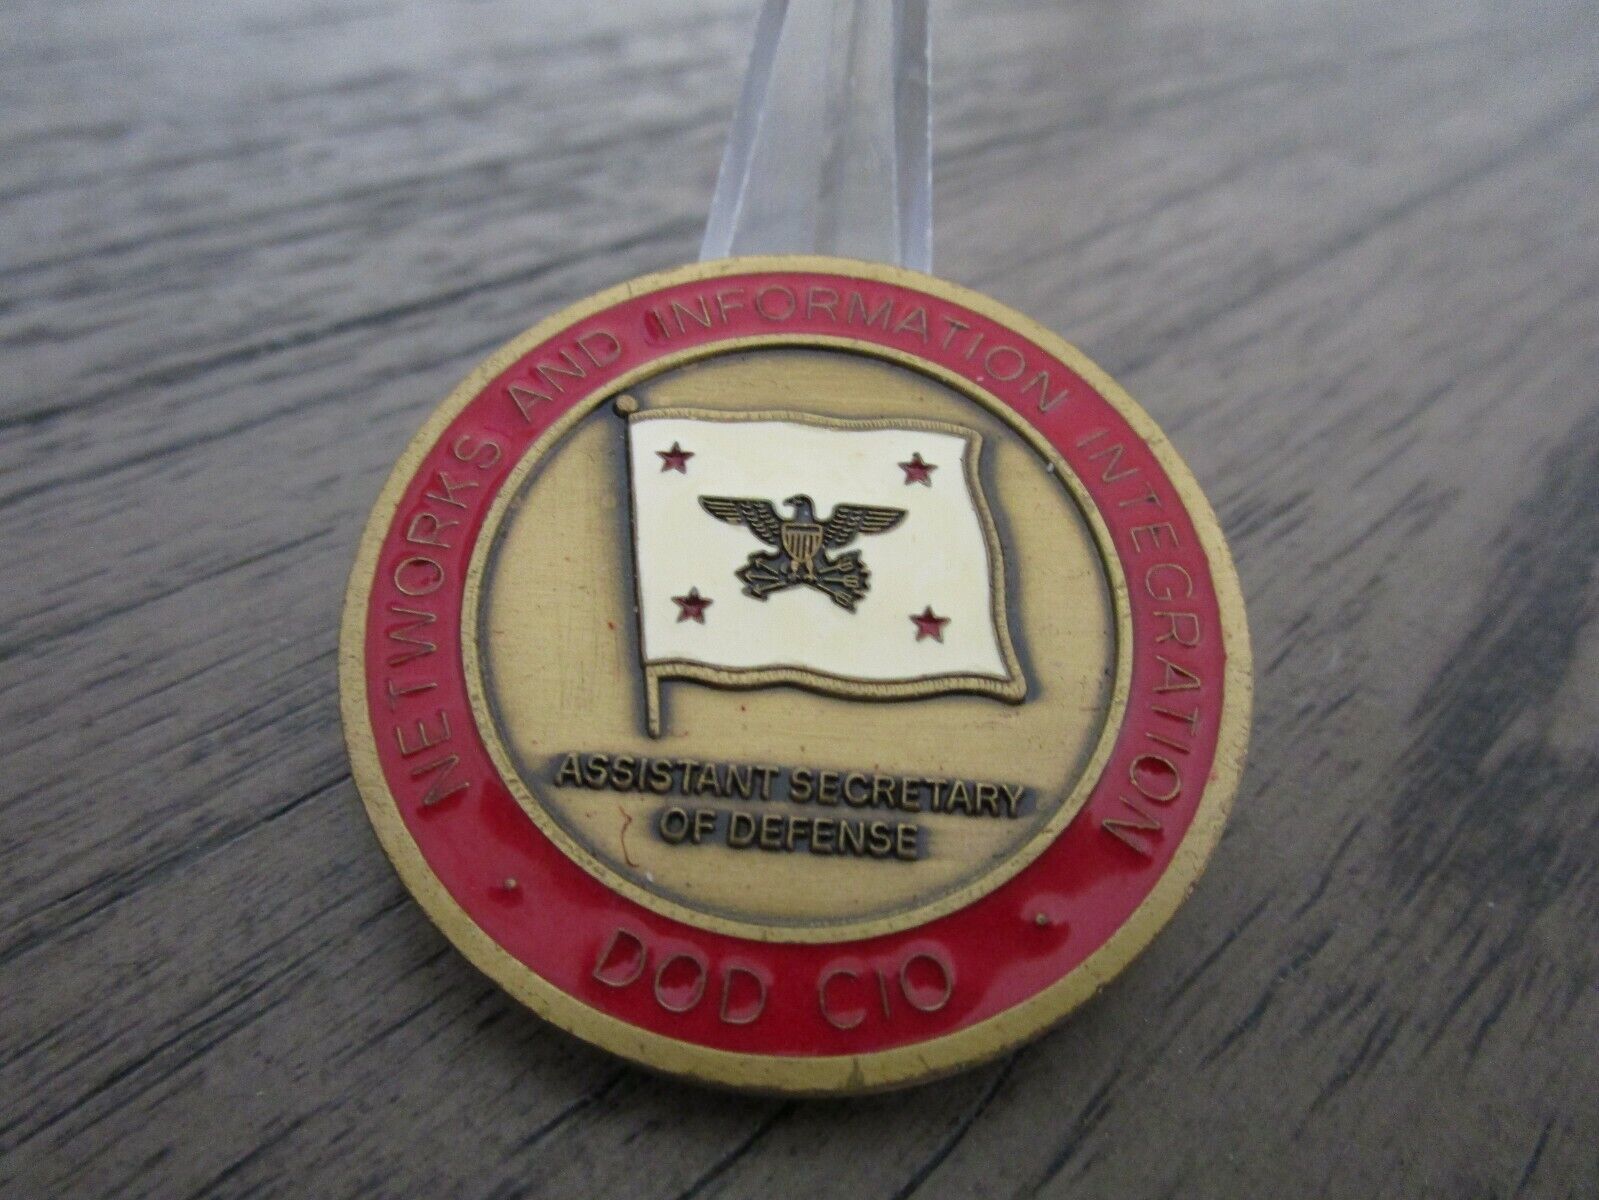 NETWORKS AND INFORMATION INTEGRATION
ASSISTANT SECRETARY
OF DEFENSE
· DOD CIO ·